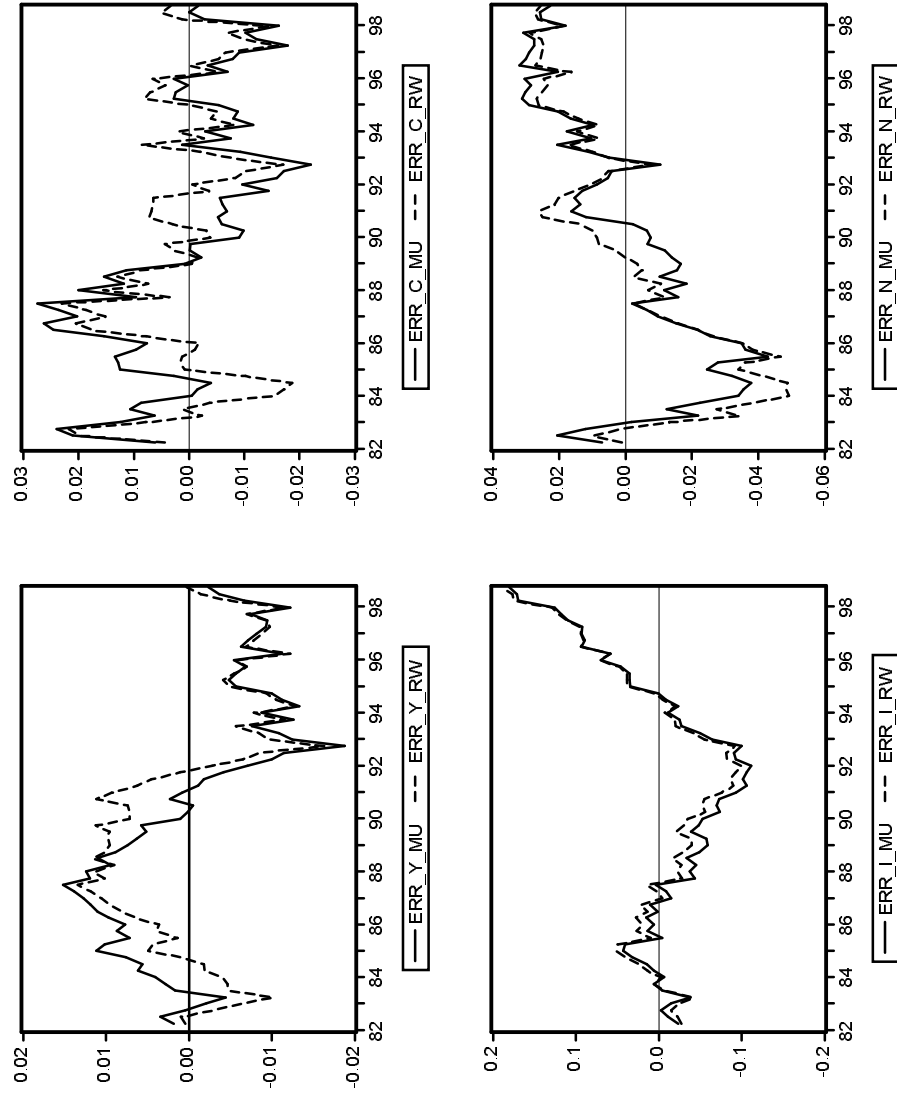 0.02
0.01
0.00
-0.01
-0.02
82 84 86 88 90 92 94 96 98
ERR_Y_MU ERR_Y_RW
0.03
0.02
0.01
0.00
-0.01
-0.02
-0.03
82 84 86 88 90 92 94 96 98
ERR_C_MU ERR_C_RW
0.2
0.1
0.0
-0.1
-0.2
82 84 86 88 90 92 94 96 98
ERR_I_MU ERR_I_RW
0.04
0.02
0.00
-0.02
-0.04
-0.06
82 84 86 88 90 92 94 96 98
ERR_N_MU ERR_N_RW